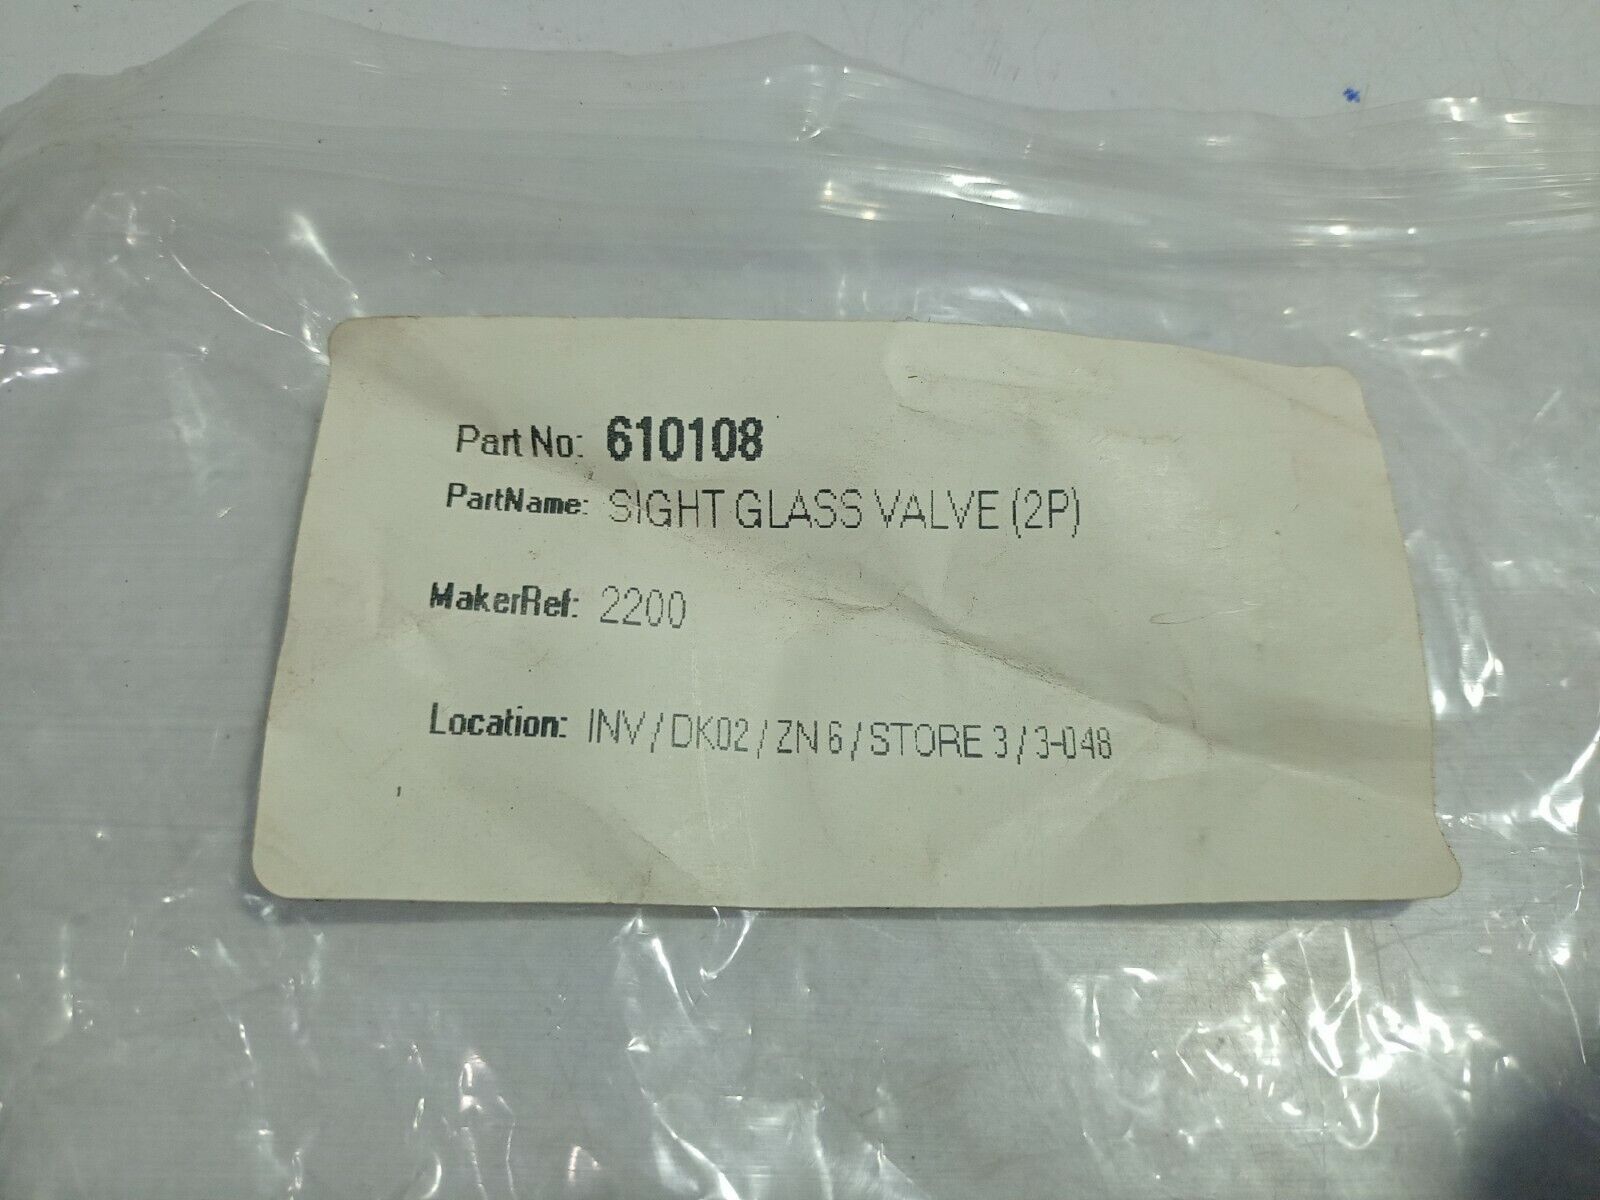 Part No: 610108
PartName: SIGHT GLASS VALVE (2P)
MakerRef: 2200
Location: INV / DK02 / ZN 6 / STORE 3 / 3-048